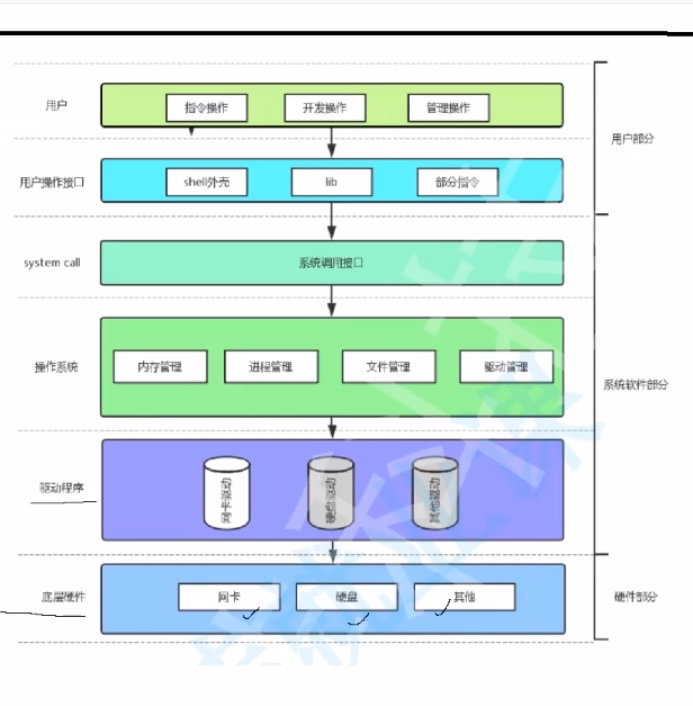 用户
指令操作
开发操作
管理操作
用户部分
用户操作接口
shell外壳
lib
部分指令
system call
系统调用接口
操作系统
内存管理
进程管理
文件管理
驱动管理
系统软件部分
驱动程序
网卡驱动
硬盘驱动
其他驱动
底层硬件
网卡
硬盘
其他
硬件部分